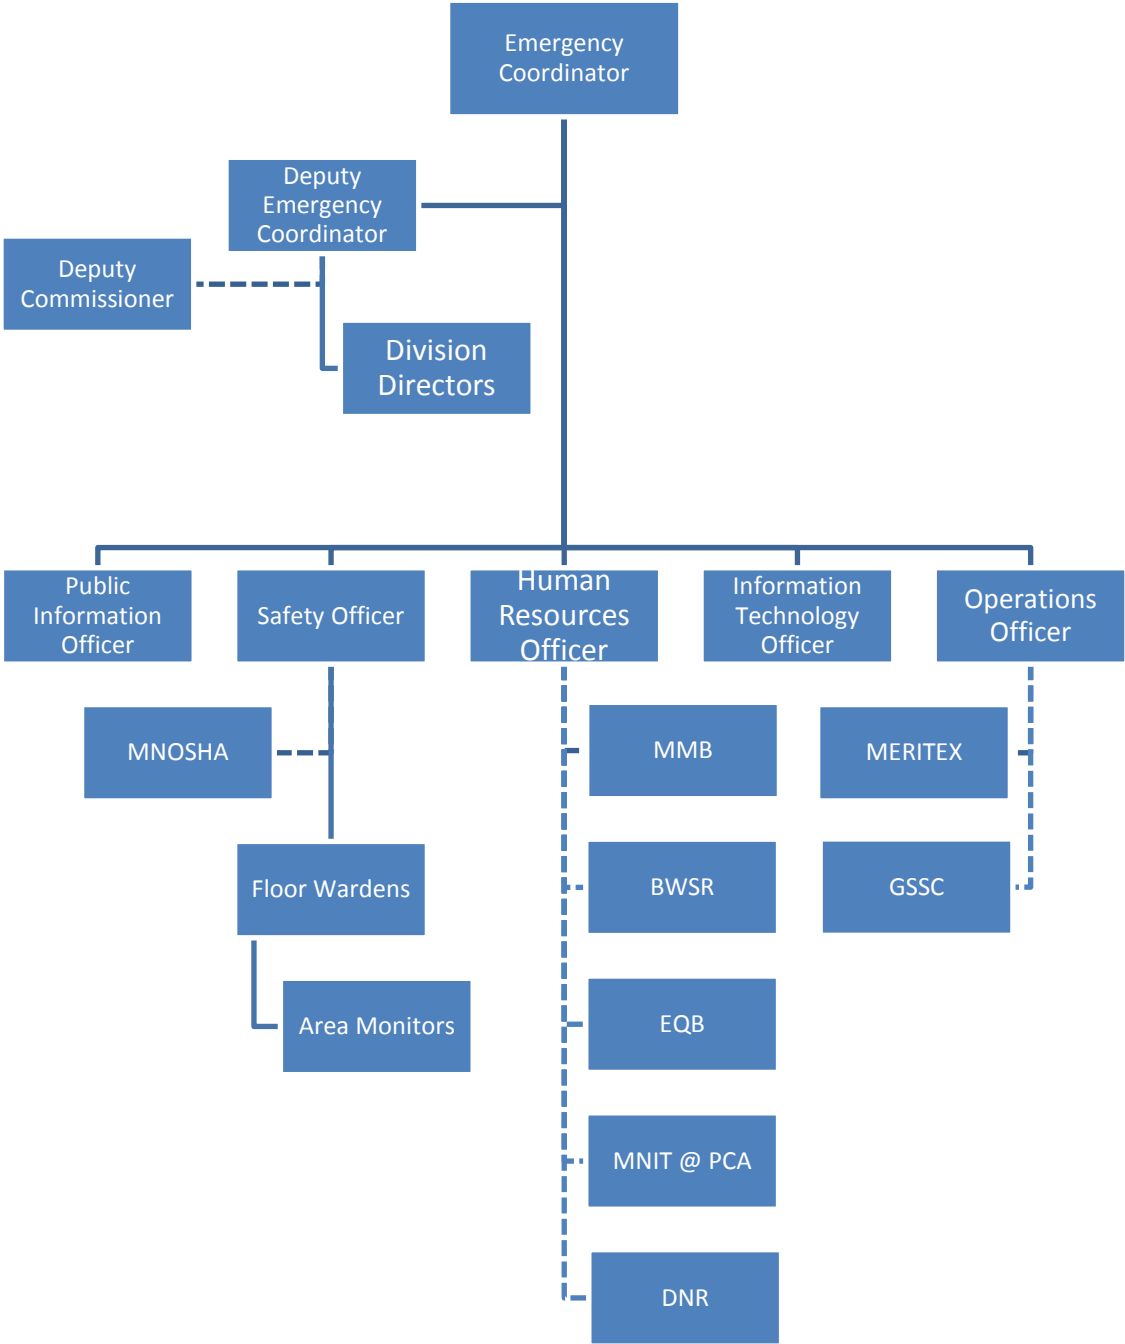 Emergency
Coordinator
Deputy
Emergency
Coordinator
Deputy
Commissioner
Division
Directors
Public
Information
Officer
Safety Officer
Human
Resources
Officer
Information
Technology
Officer
Operations
Officer
MNOSHA
MMB
MERITEX
Floor Wardens
BWSR
GSSC
Area Monitors
EQB
MNIT @ PCA
DNR